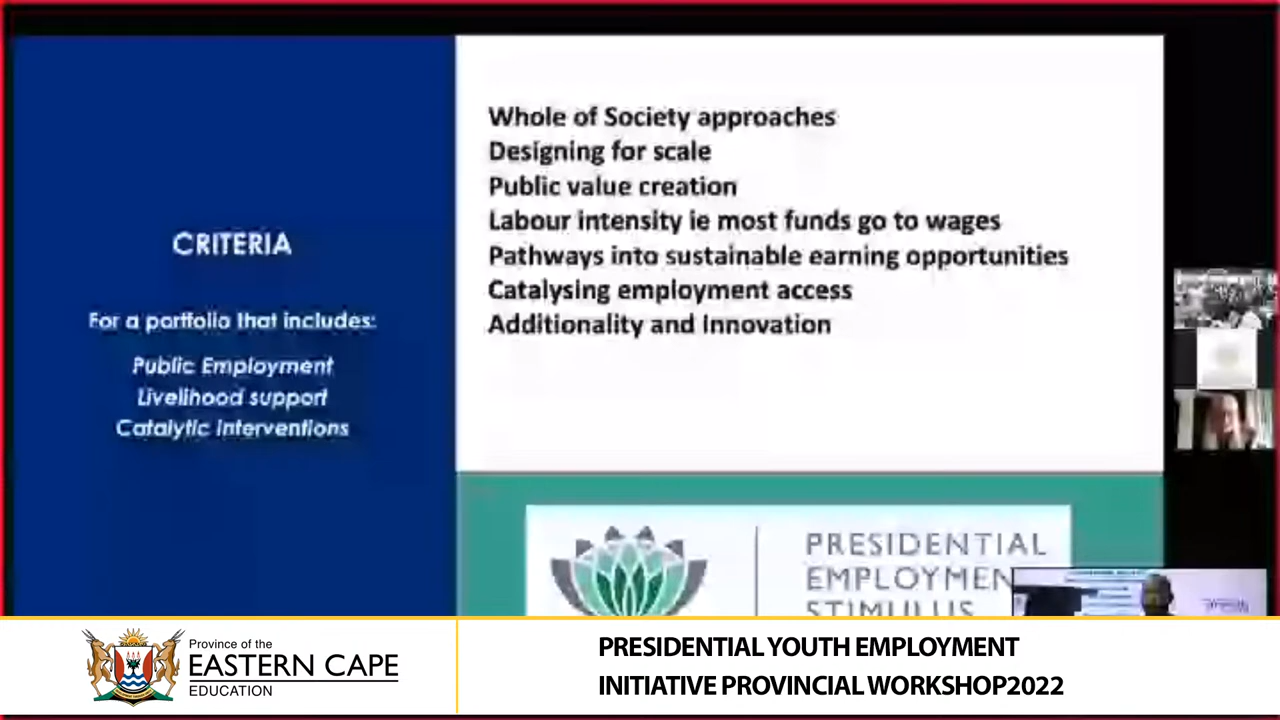 CRITERIA
For a portfolio that includes:
Public Employment
Livelihood support
Catalytic Interventions
Whole of Society approaches
Designing for scale
Public value creation
Labour intensity ie most funds go to wages
Pathways into sustainable earning opportunities
Catalysing employment access
Additionality and Innovation
PRESIDENTIAL
EMPLOYMEN
STIMULUS
Province of the
EASTERN CAPE
EDUCATION
PRESIDENTIAL YOUTH EMPLOYMENT
INITIATIVE PROVINCIAL WORKSHOP2022